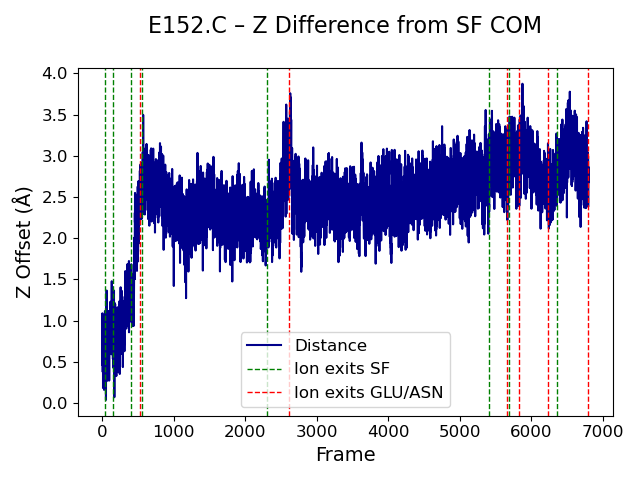 E152.C – Z Difference from SF COM
Z Offset (Å)
4.0
3.5
3.0
2.5
2.0
1.5
1.0
0.5
0.0
Distance
Ion exits SF
Ion exits GLU/ASN
0 1000 2000 3000 4000 5000 6000 7000
Frame